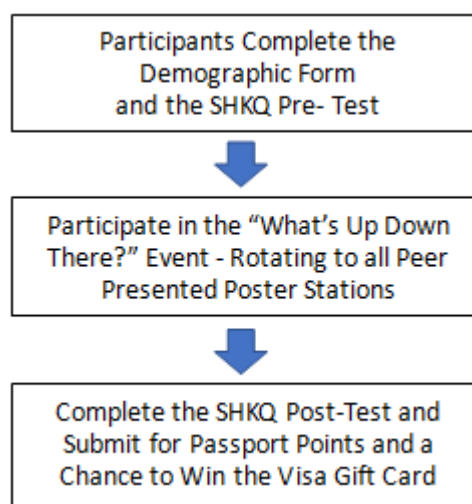 Participants Complete the
Demographic Form
and the SHKQ Pre- Test
Participate in the “What’s Up Down
There?” Event - Rotating to all Peer
Presented Poster Stations
Complete the SHKQ Post-Test and
Submit for Passport Points and a
Chance to Win the Visa Gift Card